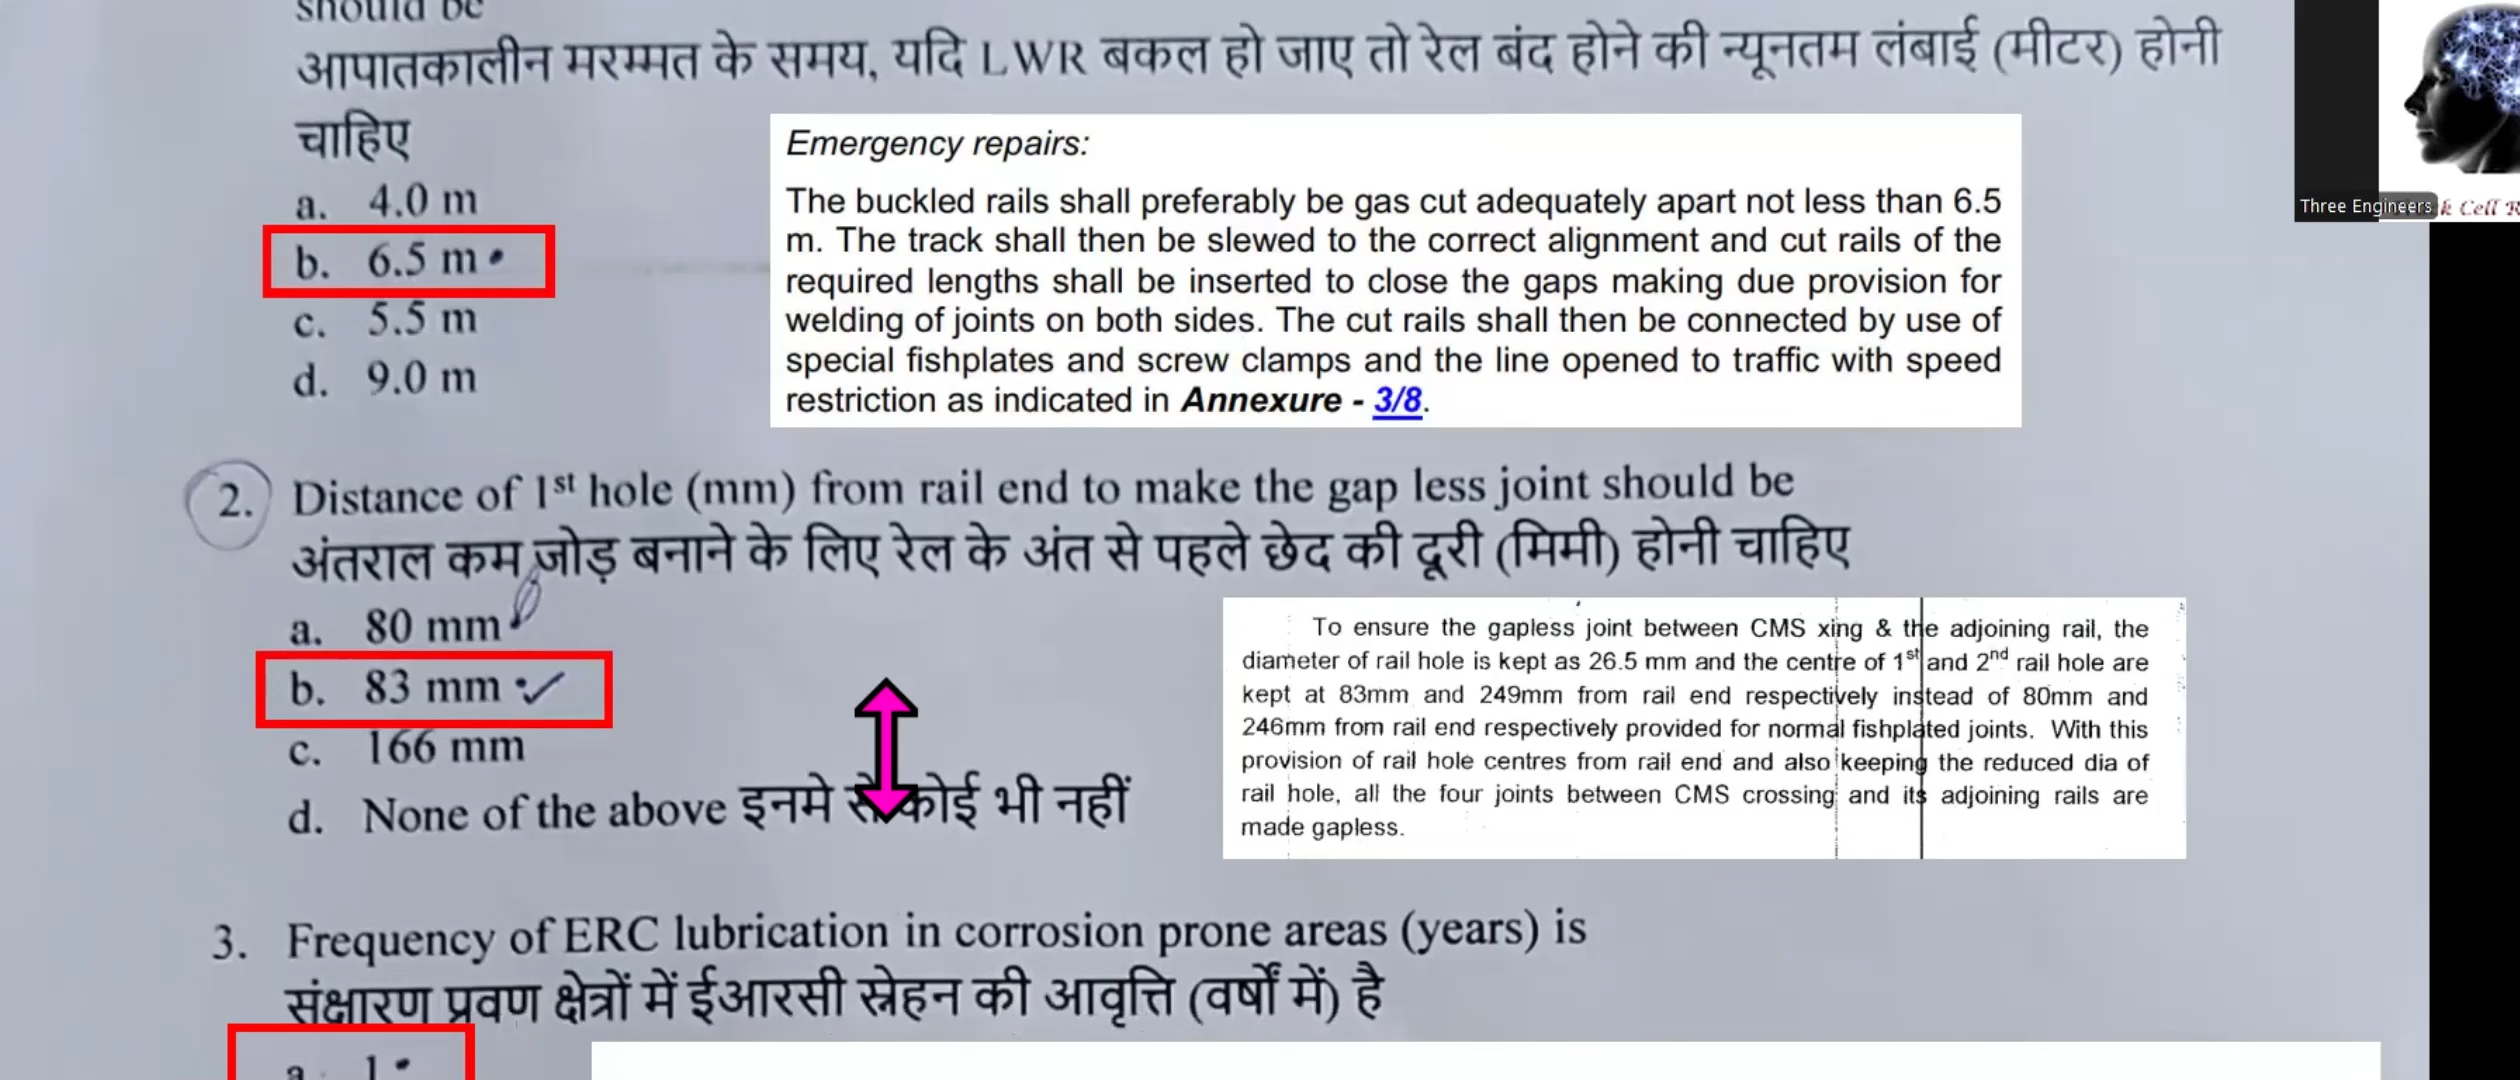 should be
आपातकालीन मरम्मत के समय, यदि LWR बकल हो जाए तो रेल बंद होने की न्यूनतम लंबाई (मीटर) होनी
चाहिए
a. 4.0 m
b. 6.5 m
c. 5.5 m
d. 9.0 m
Emergency repairs:
The buckled rails shall preferably be gas cut adequately apart not less than 6.5
m. The track shall then be slewed to the correct alignment and cut rails of the
required lengths shall be inserted to close the gaps making due provision for
welding of joints on both sides. The cut rails shall then be connected by use of
special fishplates and screw clamps and the line opened to traffic with speed
restriction as indicated in Annexure - 3/8.
Three Engineers
k Cell R
2. Distance of 1st hole (mm) from rail end to make the gap less joint should be
अंतराल कम जोड़ बनाने के लिए रेल के अंत से पहले छेद की दूरी (मिमी) होनी चाहिए
a. 80 mm
b. 83 mm
c. 166 mm
d. None of the above इनमे से कोई भी नहीं
To ensure the gapless joint between CMS xing & the adjoining rail, the
diameter of rail hole is kept as 26.5 mm and the centre of 1st and 2nd rail hole are
kept at 83mm and 249mm from rail end respectively instead of 80mm and
246mm from rail end respectively provided for normal fishplated joints. With this
provision of rail hole centres from rail end and also keeping the reduced dia of
rail hole, all the four joints between CMS crossing and its adjoining rails are
made gapless.
3. Frequency of ERC lubrication in corrosion prone areas (years) is
संक्षारण प्रवण क्षेत्रों में ईआरसी स्नेहन की आवृत्ति (वर्षों में) है
a. 1